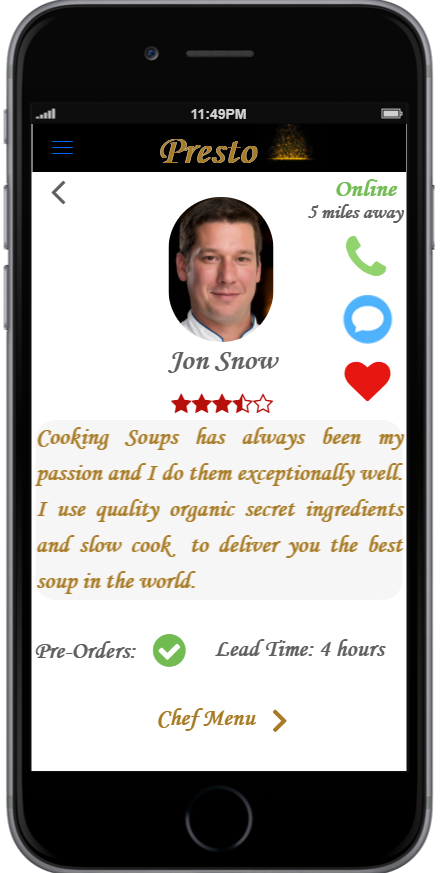 11:49PM
Presto
Online
5 miles away
Jon Snow
Cooking Soups has always been my
passion and I do them exceptionally well.
I use quality organic secret ingredients
and slow cook to deliver you the best
soup in the world.
Pre-Orders:
Lead Time: 4 hours
Chef Menu